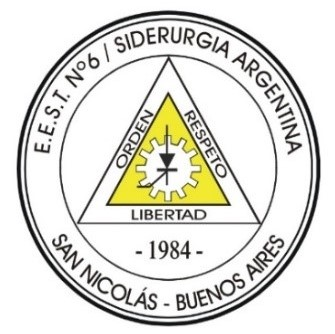 E.E.S.T. Nº6 / SIDERURGIA ARGENTINA
ORDEN
RESPETO
LIBERTAD
- 1984 -
SAN NICOLÁS - BUENOS AIRES